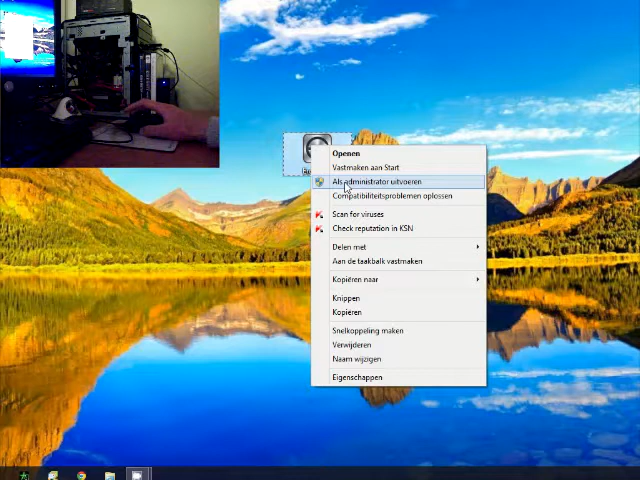 Openen
Vastmaken aan Start
Als administrator uitvoeren
Compatibiliteitsproblemen oplossen
Scan for viruses
Check reputation in KSN
Delen met
Aan de taakbalk vastmaken
Kopiëren naar
Knippen
Kopiëren
Snelkoppeling maken
Verwijderen
Naam wijzigen
Eigenschappen